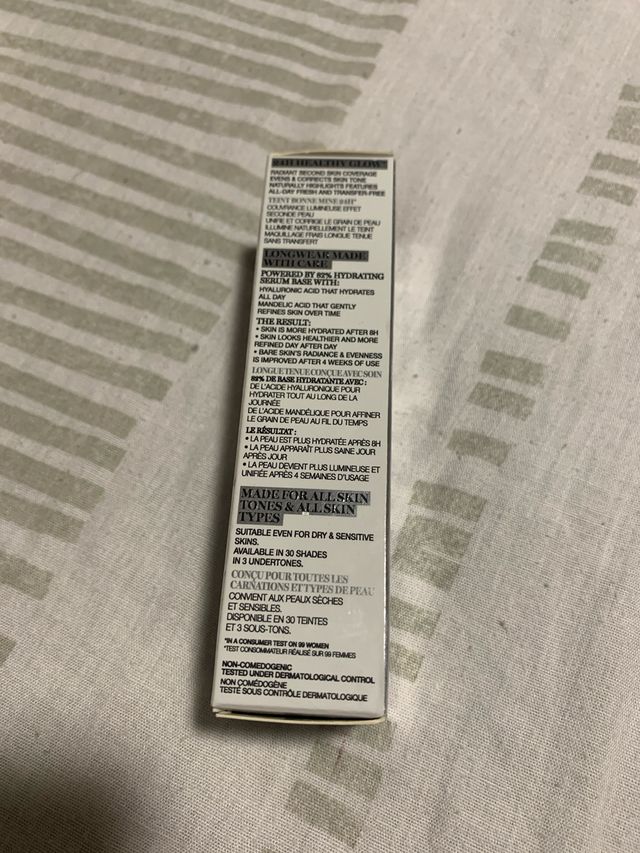 24H HEALTHY GLOW*
RADIANT SECOND SKIN COVERAGE
EVENS & CORRECTS SKIN TONE
NATURALLY HIGHLIGHTS FEATURES
ALL-DAY FRESH AND TRANSFER-FREE
TEINT BONNE MINE 24H*
COUVRANCE LUMINEUSE EFFET
SECONDE PEAU
UNIFIE ET CORRIGE LE GRAIN DE PEAU
ILLUMINE NATURELLEMENT LE TEINT
MAQUILLAGE FRAIS LONGUE TENUE
SANS TRANSFERT
LONGWEAR MADE
WITH CARE
POWERED BY 82% HYDRATING
SERUM BASE WITH:
HYALURONIC ACID THAT HYDRATES
ALL DAY
MANDELIC ACID THAT GENTLY
REFINES SKIN OVER TIME
THE RESULT:
• SKIN IS MORE HYDRATED AFTER 8H
• SKIN LOOKS HEALTHIER AND MORE
REFINED DAY AFTER DAY
• BARE SKIN'S RADIANCE & EVENNESS
IS IMPROVED AFTER 4 WEEKS OF USE
LONGUE TENUE CONÇUE AVEC SOIN
82% DE BASE HYDRATANTE AVEC :
DE L'ACIDE HYALURONIQUE POUR
HYDRATER TOUT AU LONG DE LA
JOURNÉE
DE L'ACIDE MANDÉLIQUE POUR AFFINER
LE GRAIN DE PEAU AU FIL DU TEMPS
LE RÉSULTAT :
• LA PEAU EST PLUS HYDRATÉE APRÈS 8H
• LA PEAU APPARAÎT PLUS SAINE JOUR
APRÈS JOUR
• LA PEAU DEVIENT PLUS LUMINEUSE ET
UNIFIÉE APRÈS 4 SEMAINES D'USAGE
MADE FOR ALL SKIN
TONES & ALL SKIN
TYPES
SUITABLE EVEN FOR DRY & SENSITIVE
SKINS.
AVAILABLE IN 30 SHADES
IN 3 UNDERTONES.
CONÇU POUR TOUTES LES
CARNATIONS ET TYPES DE PEAU
CONVIENT AUX PEAUX SÈCHES
ET SENSIBLES.
DISPONIBLE EN 30 TEINTES
ET 3 SOUS-TONS.
*IN A CONSUMER TEST ON 99 WOMEN
*TEST CONSOMMATEUR RÉALISÉ SUR 99 FEMMES
NON-COMEDOGENIC
TESTED UNDER DERMATOLOGICAL CONTROL
NON COMÉDOGÈNE
TESTÉ SOUS CONTRÔLE DERMATOLOGIQUE